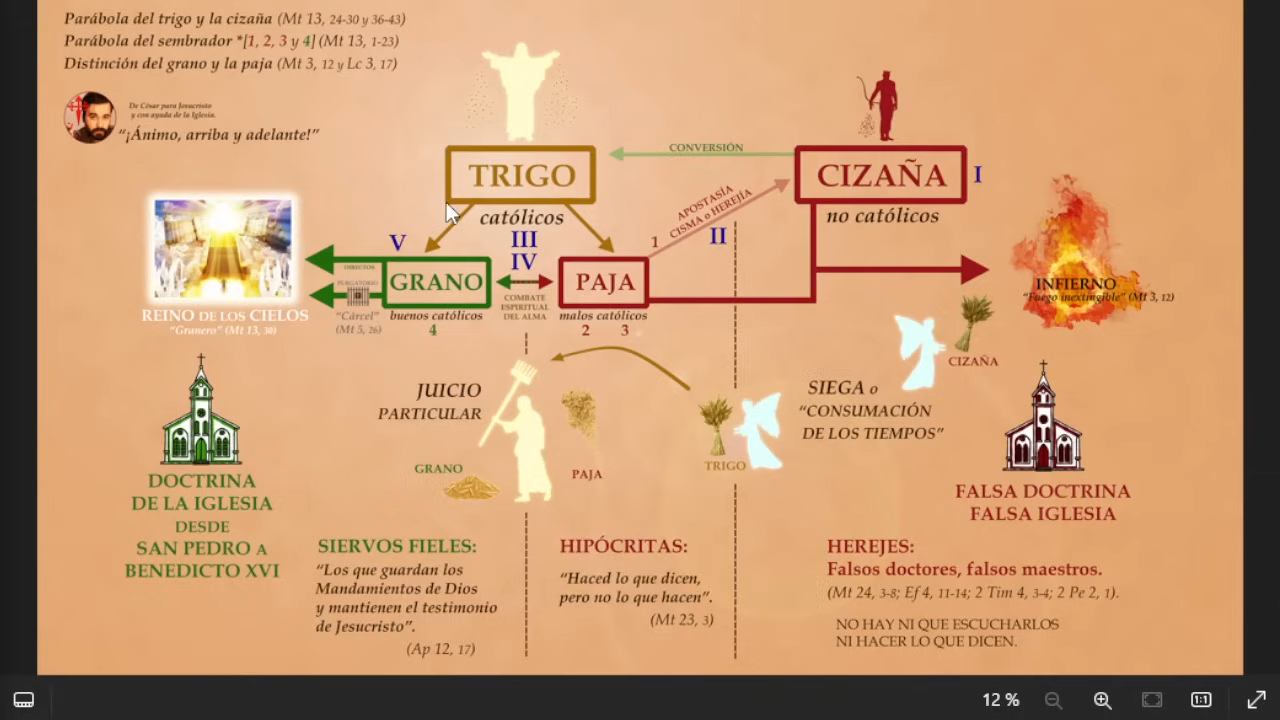 Parábola del trigo y la cizaña (Mt 13, 24-30 y 36-43)
Parábola del sembrador *[1, 2, 3 y 4] (Mt 13, 1-23)
Distinción del grano y la paja (Mt 3, 12 y Lc 3, 17)
De César para Jesucristo
y con ayuda de la Iglesia.
“¡Ánimo, arriba y adelante!”
TRIGO
católicos
CONVERSIÓN
CIZAÑA
I
no católicos
APOSTASÍA
CISMA o HEREJÍA
1
II
III
IV
V
DIRECTOS
PURGATORIO
“Cárcel”
(Mt 5, 26)
GRANO
buenos católicos
4
COMBATE
ESPIRITUAL
DEL ALMA
PAJA
malos católicos
2 3
REINO DE LOS CIELOS
“Granero” (Mt 13, 30)
INFIERNO
“Fuego inextingible” (Mt 3, 12)
CIZAÑA
JUICIO
PARTICULAR
GRANO
PAJA
TRIGO
SIEGA o
“CONSUMACIÓN
DE LOS TIEMPOS”
DOCTRINA
DE LA IGLESIA
DESDE
SAN PEDRO A
BENEDICTO XVI
FALSA DOCTRINA
FALSA IGLESIA
SIERVOS FIELES:
“Los que guardan los
Mandamientos de Dios
y mantienen el testimonio
de Jesucristo”.
(Ap 12, 17)
HIPÓCRITAS:
“Haced lo que dicen,
pero no lo que hacen”.
(Mt 23, 3)
HEREJES:
Falsos doctores, falsos maestros.
(Mt 24, 3-8; Ef 4, 11-14; 2 Tim 4, 3-4; 2 Pe 2, 1).
NO HAY NI QUE ESCUCHARLOS
NI HACER LO QUE DICEN.
12 %
1:1